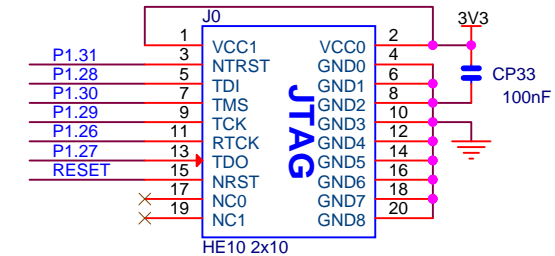 J0
3V3
1 VCC1 VCC0 2
P1.31 3 NTRST GND0 4
P1.28 5 TDI GND1 6
P1.30 7 TMS GND2 8
P1.29 9 TCK GND3 10
P1.26 11 RTCK GND4 12
P1.27 13 TDO GND5 14
RESET 15 NRST GND6 16
17 NC0 GND7 18
19 NC1 GND8 20
JTAG
CP33
100nF
HE10 2x10